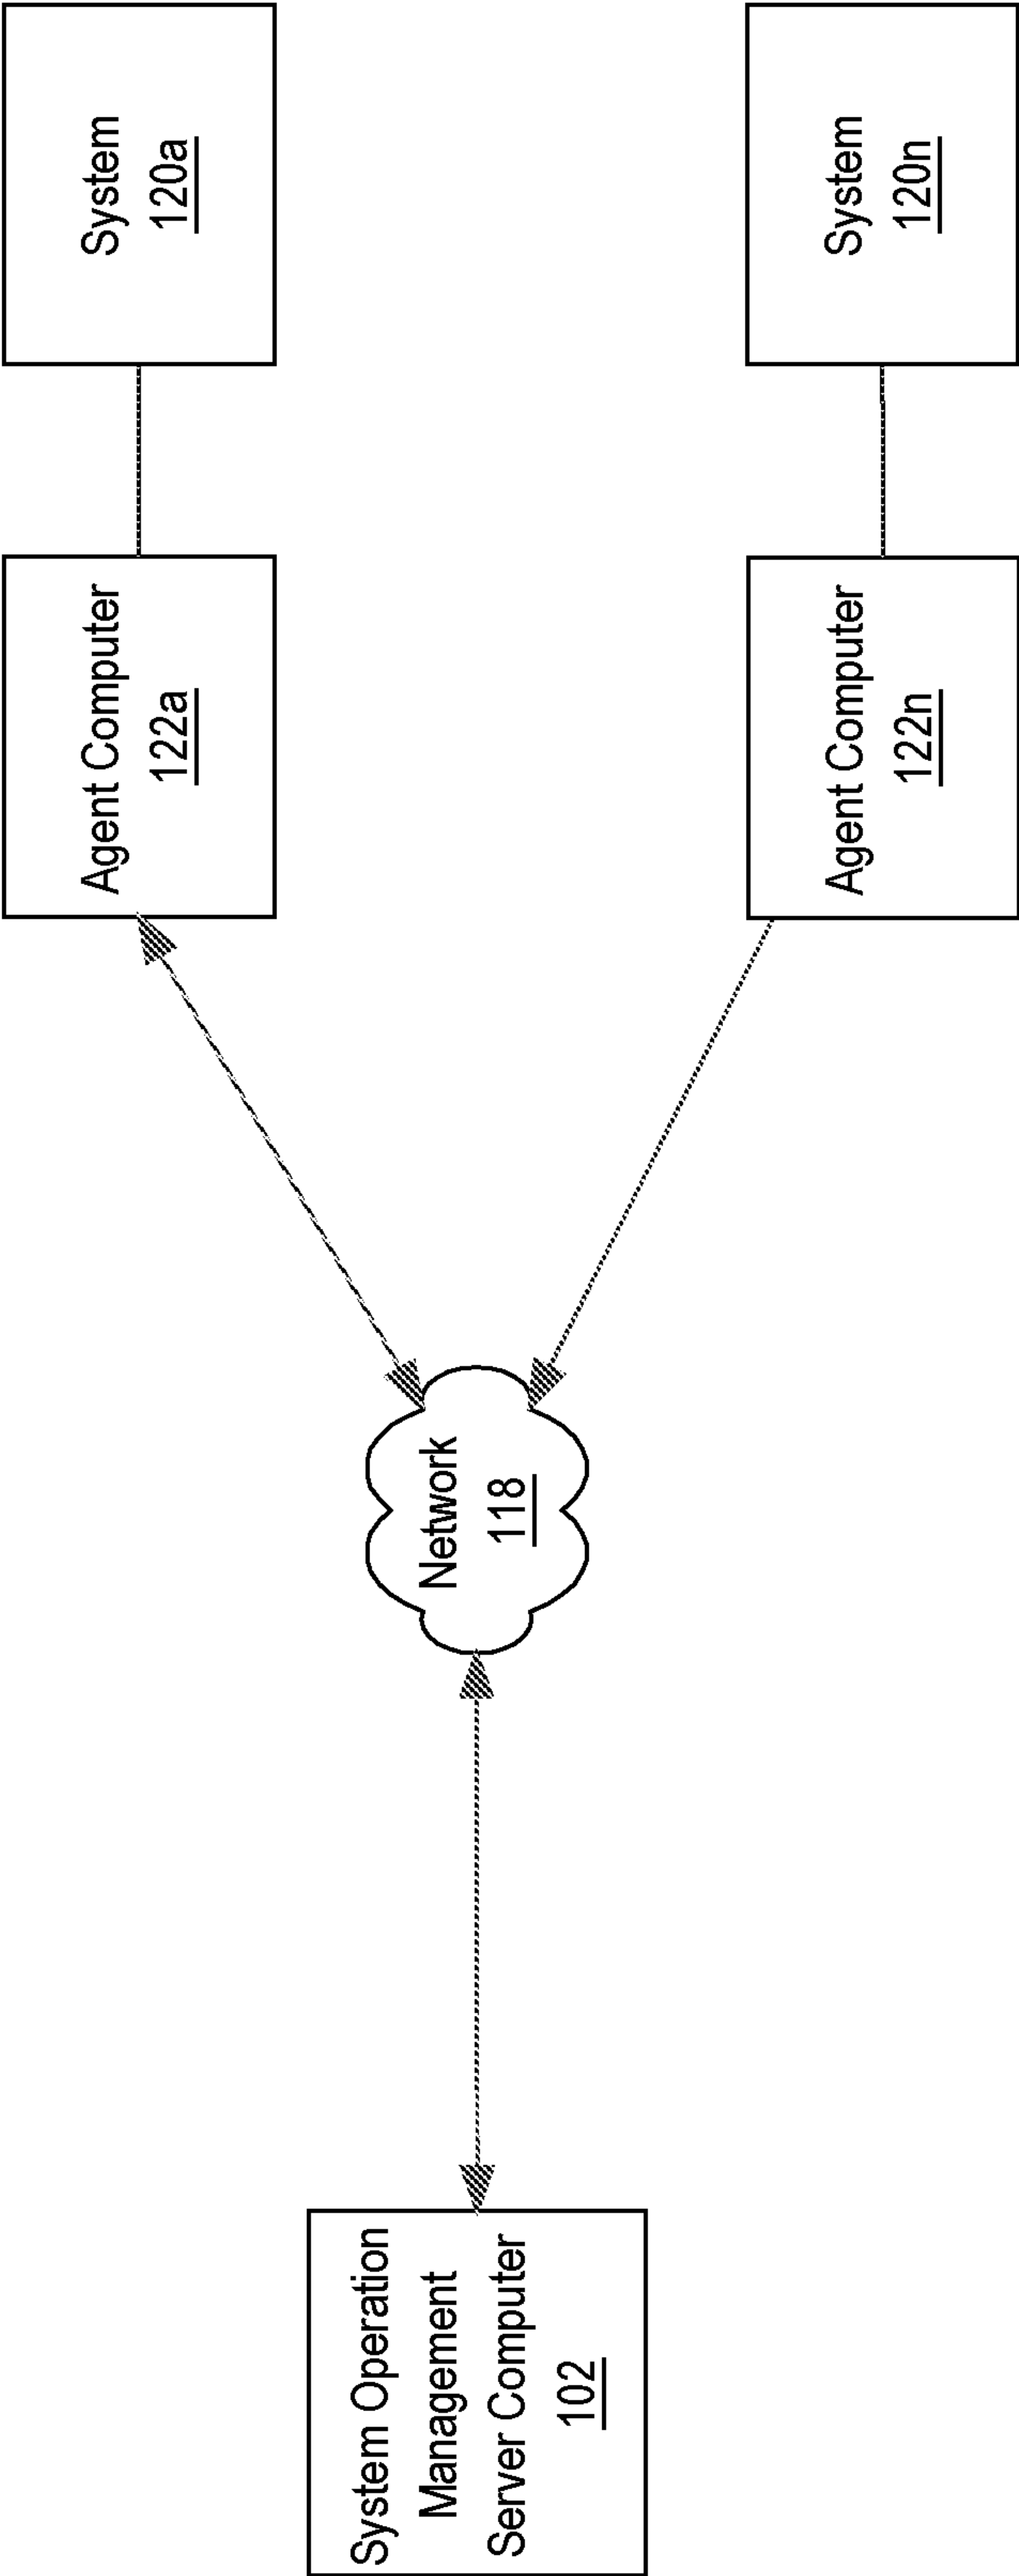 System Operation
Management
Server Computer
102
Network
118
Agent Computer
122a
System
120a
Agent Computer
122n
System
120n